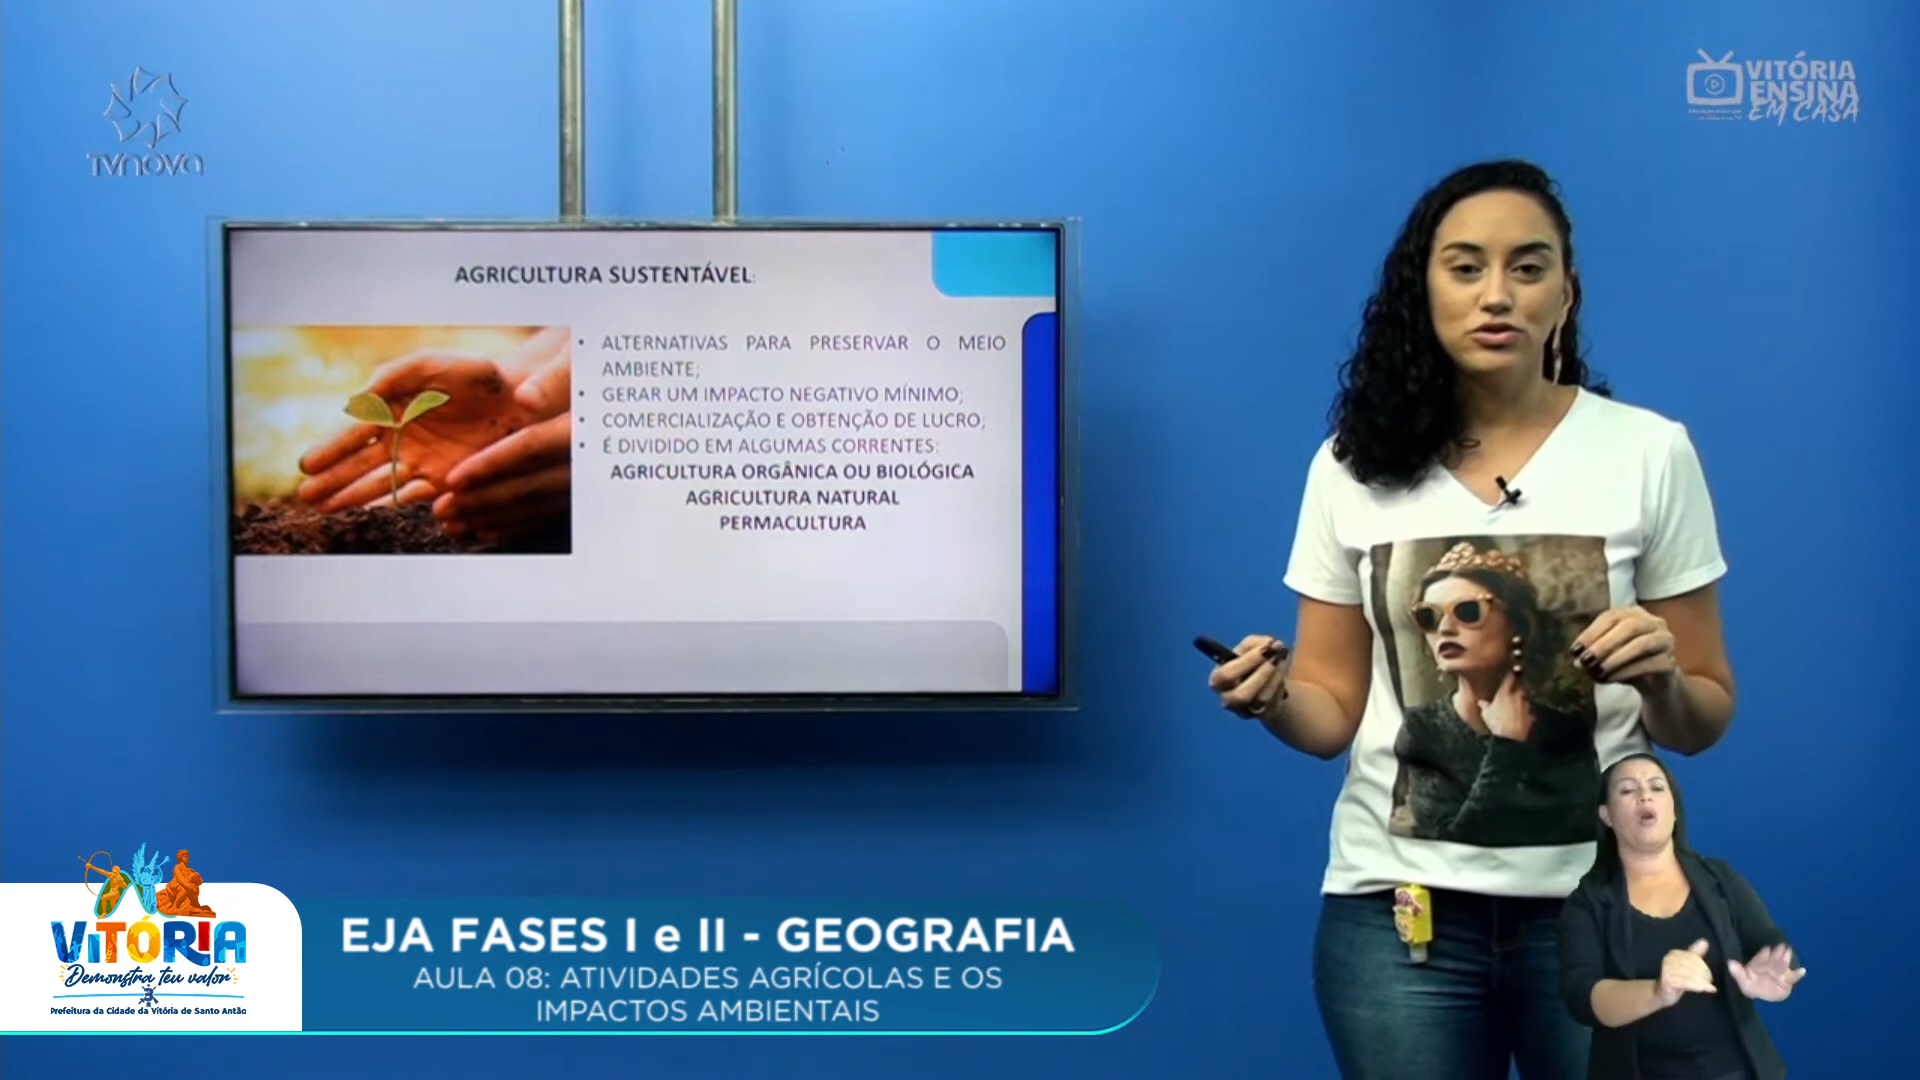 TVNOVA
VITÓRIA
ENSINA
EM CASA
AGRICULTURA SUSTENTÁVEL:
• ALTERNATIVAS PARA PRESERVAR O MEIO
AMBIENTE;
• GERAR UM IMPACTO NEGATIVO MÍNIMO;
• COMERCIALIZAÇÃO E OBTENÇÃO DE LUCRO;
• É DIVIDIDO EM ALGUMAS CORRENTES:
AGRICULTURA ORGÂNICA OU BIOLÓGICA
AGRICULTURA NATURAL
PERMACULTURA
VITÓRIA
Demonstra teu valor
Prefeitura da Cidade da Vitória de Santo Antão
EJA FASES I e II - GEOGRAFIA
AULA 08: ATIVIDADES AGRÍCOLAS E OS
IMPACTOS AMBIENTAIS